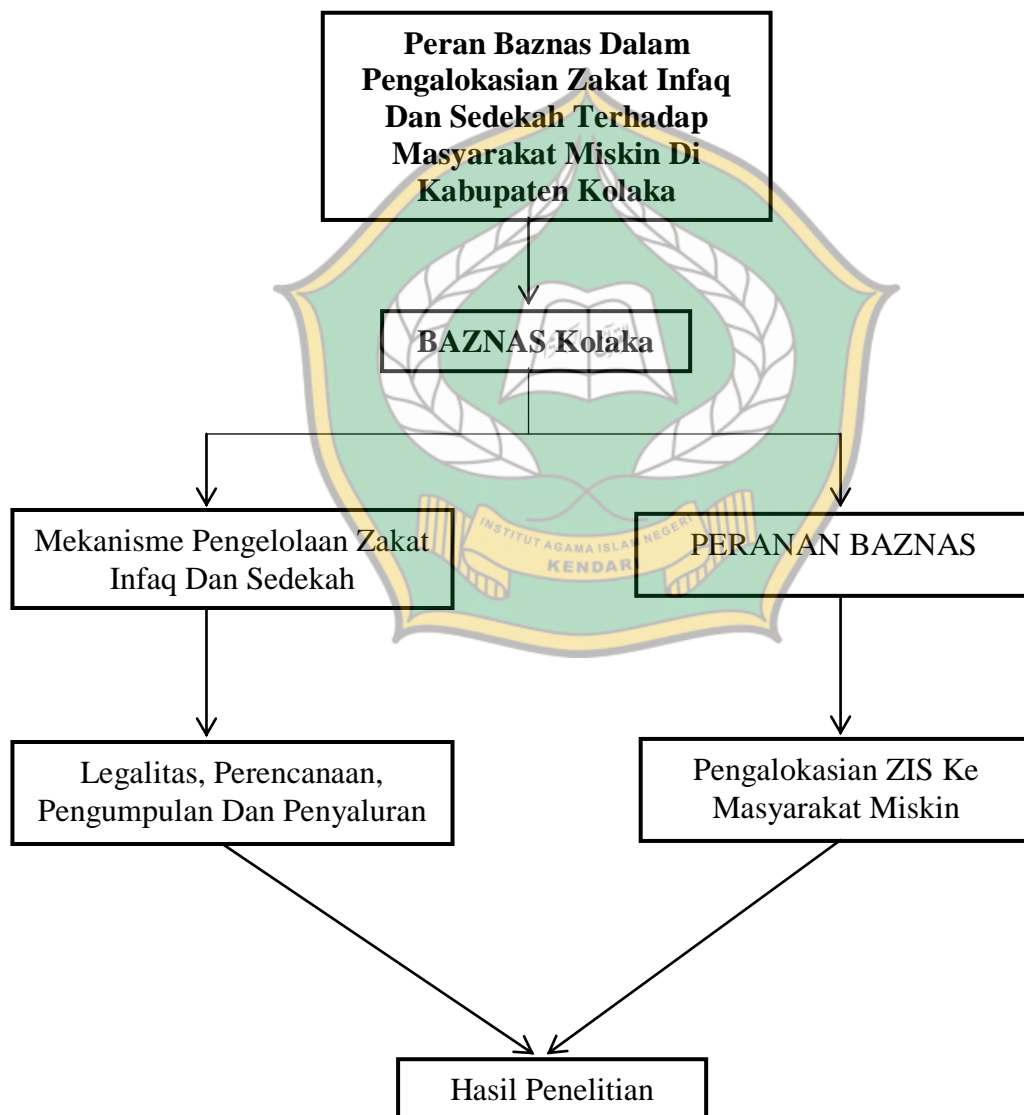 Peran Baznas Dalam
Pengalokasian Zakat Infaq
Dan Sedekah Terhadap
Masyarakat Miskin Di
Kabupaten Kolaka
BAZNAS Kolaka
Mekanisme Pengelolaan Zakat
Infaq Dan Sedekah
PERANAN BAZNAS
INSTITUT AGAMA ISLAM NEGERI
KENDARI
Legalitas, Perencanaan,
Pengumpulan Dan Penyaluran
Pengalokasian ZIS Ke
Masyarakat Miskin
Hasil Penelitian